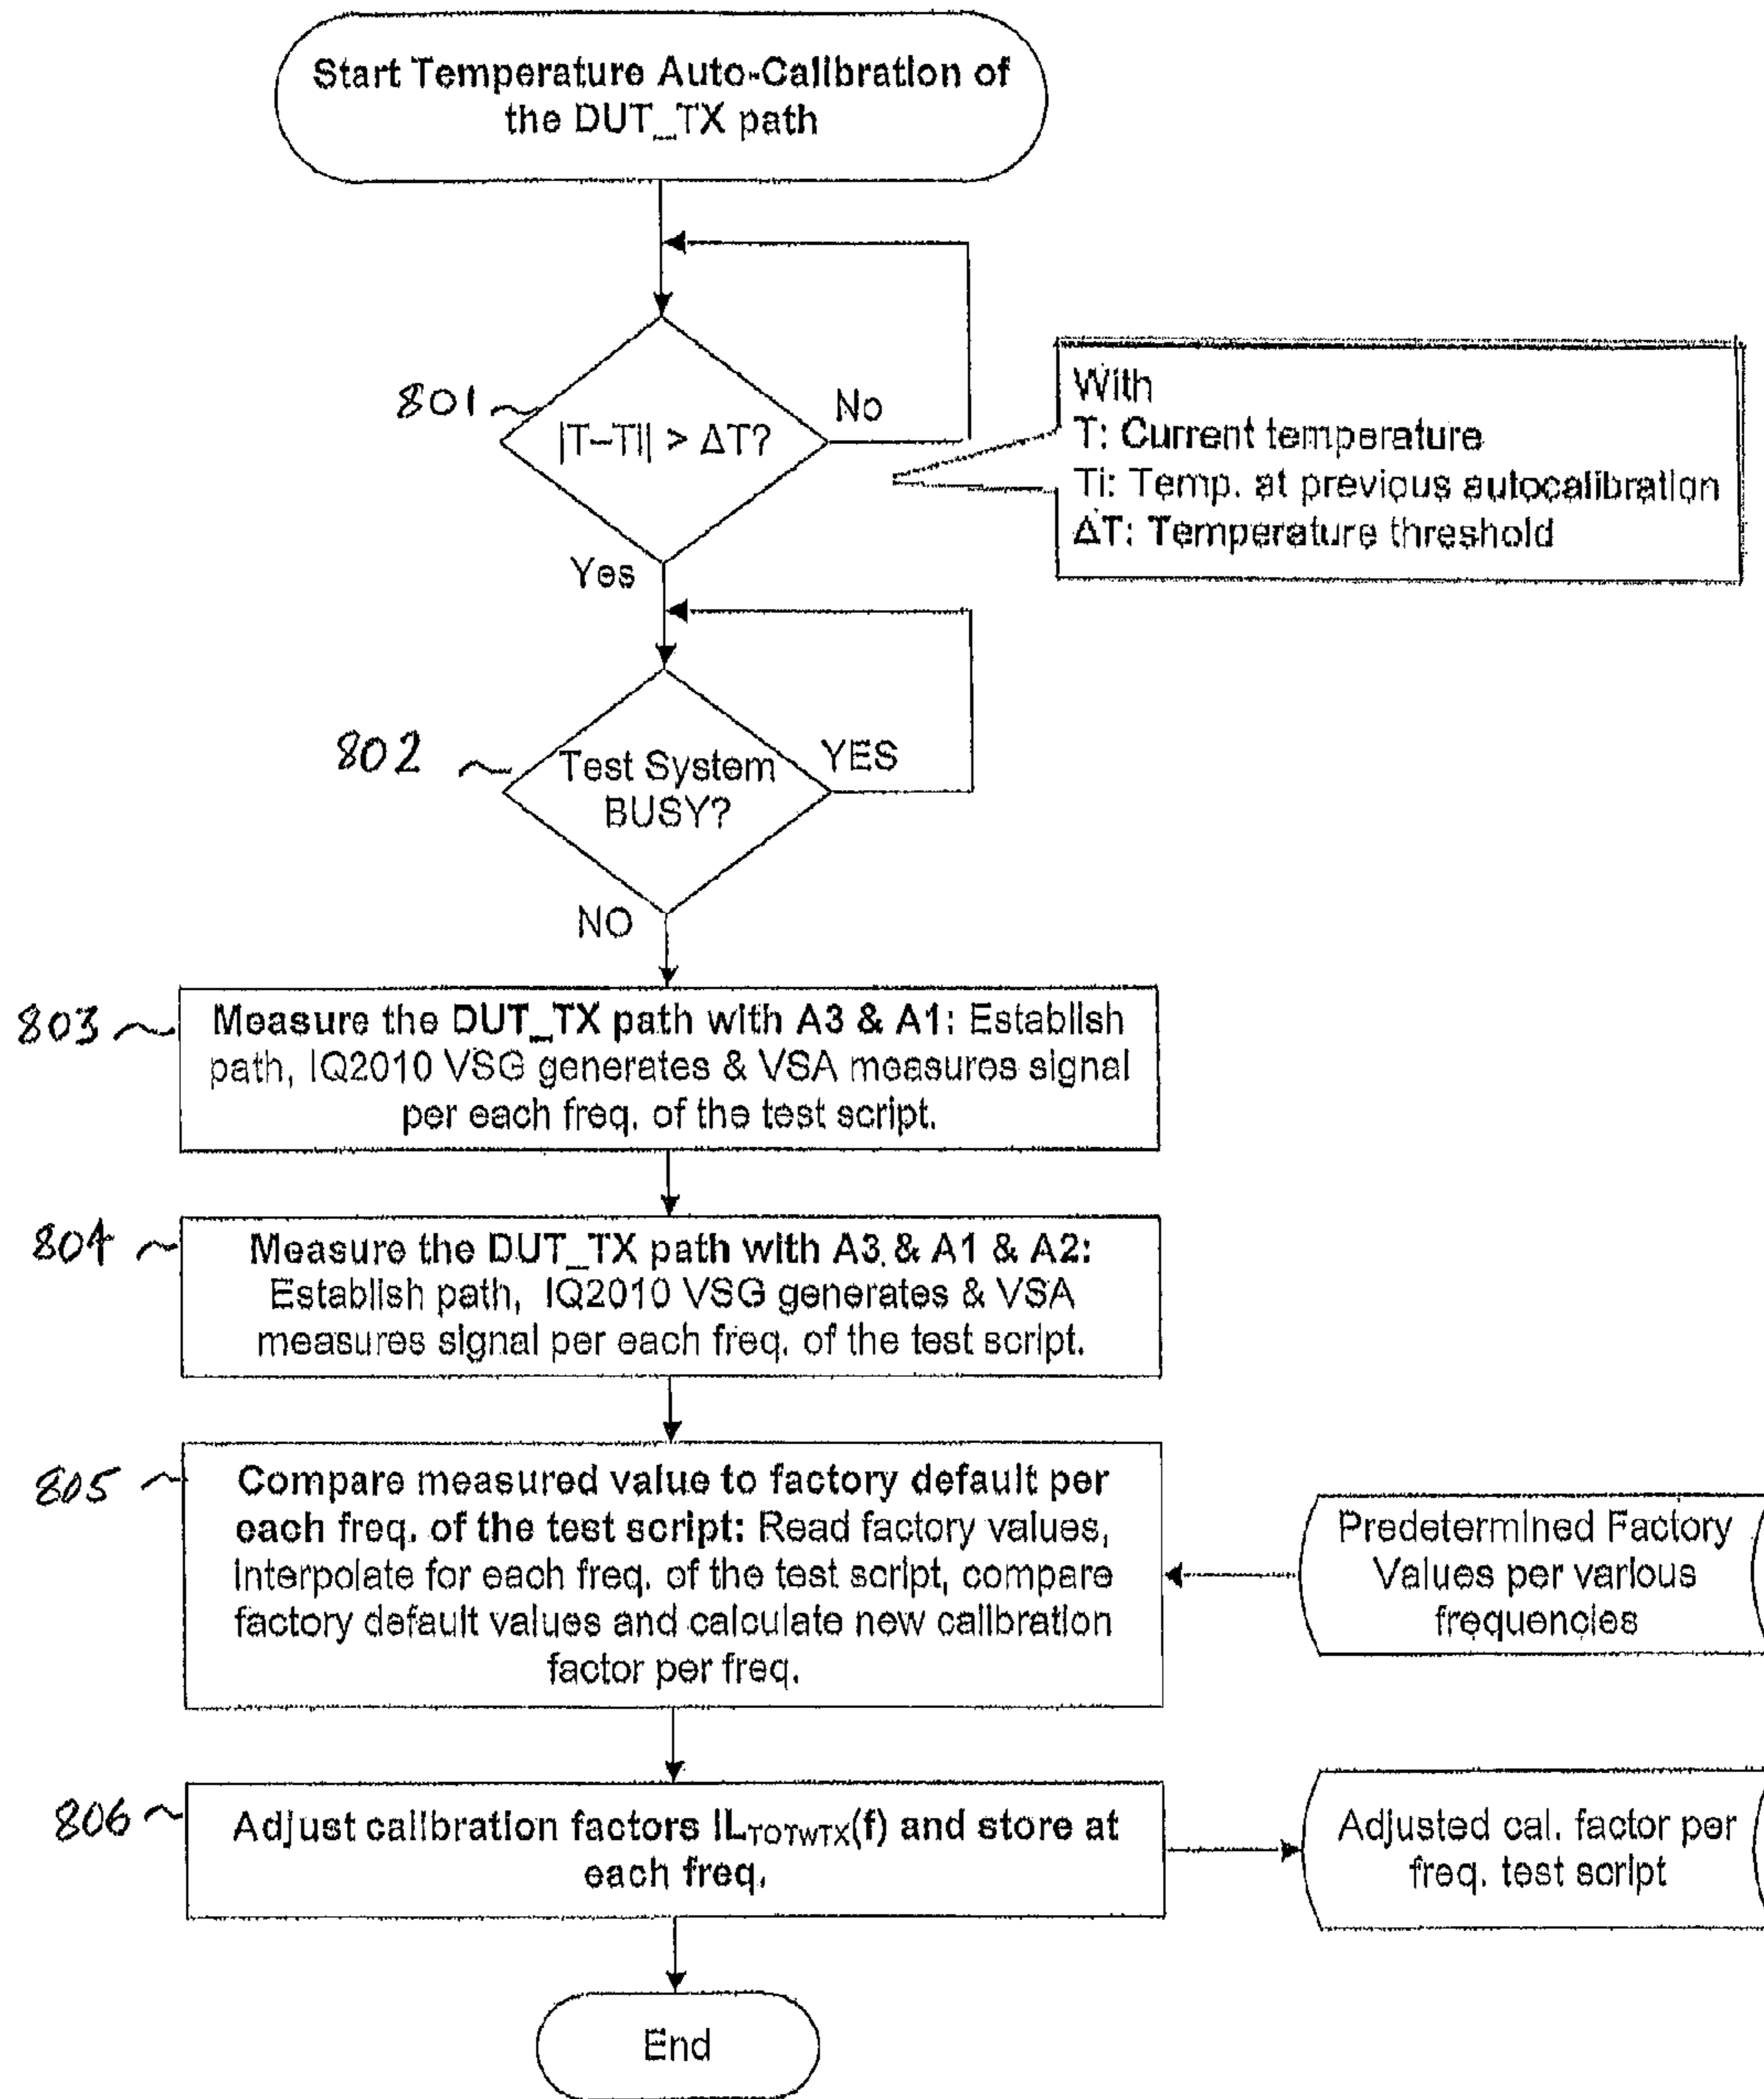 Start Temperature Auto-Calibration of
the DUT_TX path
801
|T–Ti| > ΔT?
No
With
T: Current temperature
Ti: Temp. at previous autocalibration
ΔT: Temperature threshold
Yes
802
Test System
BUSY?
YES
NO
803
Measure the DUT_TX path with A3 & A1: Establish
path, IQ2010 VSG generates & VSA measures signal
per each freq. of the test script.
804
Measure the DUT_TX path with A3 & A1 & A2:
Establish path, IQ2010 VSG generates & VSA
measures signal per each freq. of the test script.
805
Compare measured value to factory default per
each freq. of the test script: Read factory values,
interpolate for each freq. of the test script, compare
factory default values and calculate new calibration
factor per freq.
Predetermined Factory
Values per various
frequencies
806
Adjust calibration factors IL_TOTWTX(f) and store at
each freq.
Adjusted cal. factor per
freq. test script
End